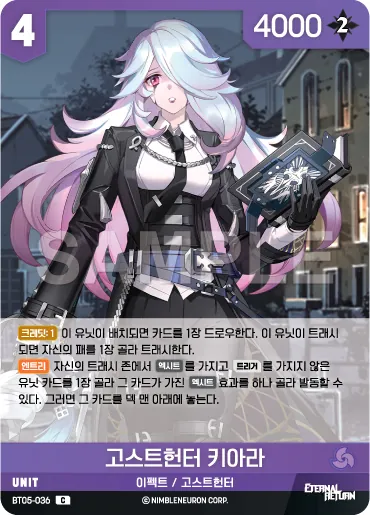 4
4000 2
SAMPLE
크레딧:1 이 유닛이 배치되면 카드를 1장 드로우한다. 이 유닛이 트래시
되면 자신의 패를 1장 골라 트래시한다.
엔트리 자신의 트래시 존에서 엑시트 를 가지고 트리거 를 가지지 않은
유닛 카드를 1장 골라 그 카드가 가진 엑시트 효과를 하나 골라 발동할 수
있다. 그러면 그 카드를 덱 맨 아래에 놓는다.
고스트헌터 키아라
UNIT
이펙트 / 고스트헌터
BT05-036 C
ⓒ NIMBLENEURON CORP.
ETERNAL
RETURN